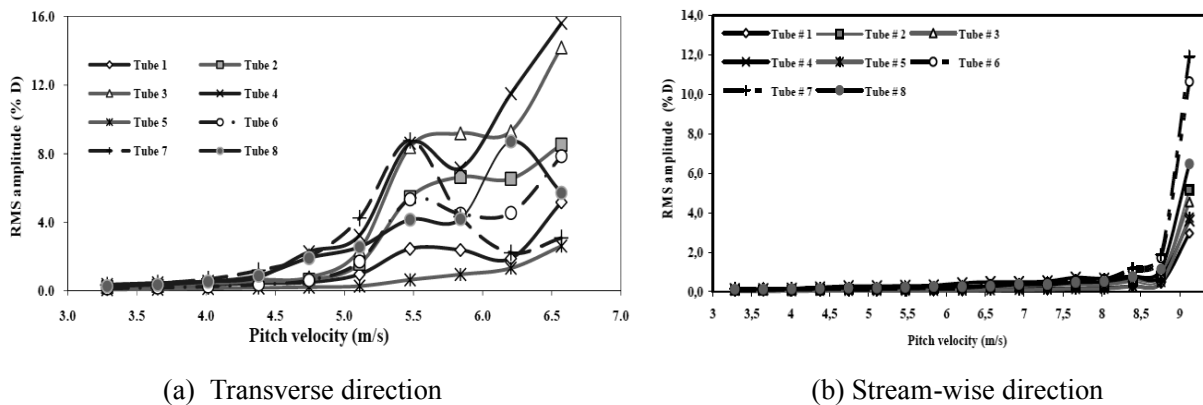 16.0
12.0
8.0
4.0
0.0
RMS amplitude (% D)
Tube 1
Tube 2
Tube 3
Tube 4
Tube 5
Tube 6
Tube 7
Tube 8
3.0 3.5 4.0 4.5 5.0 5.5 6.0 6.5 7.0
Pitch velocity (m/s)
(a) Transverse direction
14,0
12,0
10,0
8,0
6,0
4,0
2,0
0,0
RMS amplitude (%D)
Tube # 1
Tube # 2
Tube # 3
Tube # 4
Tube # 5
Tube # 6
Tube # 7
Tube # 8
3 3,5 4 4,5 5 5,5 6 6,5 7 7,5 8 8,5 9
Pitch velocity (m/s)
(b) Stream-wise direction